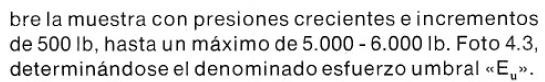 bre la muestra con presiones crecientes e incrementos
de 500 lb, hasta un máximo de 5.000 - 6.000 lb. Foto 4.3,
determinándose el denominado esfuerzo umbral «Eᵤ».